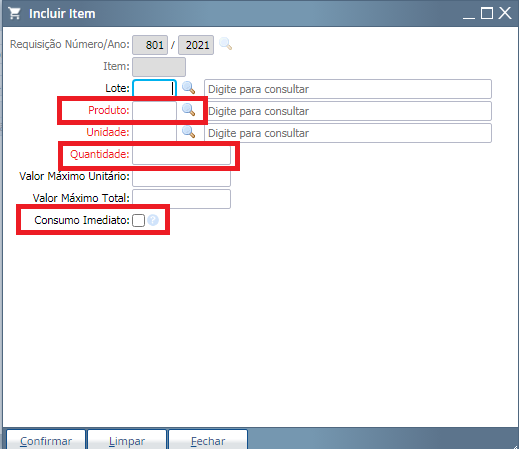 Incluir Item
Requisição Número/Ano: 801 / 2021
Item:
Lote: Digite para consultar
Produto: Digite para consultar
Unidade: Digite para consultar
Quantidade:
Valor Máximo Unitário:
Valor Máximo Total:
Consumo Imediato: ?
Confirmar Limpar Fechar